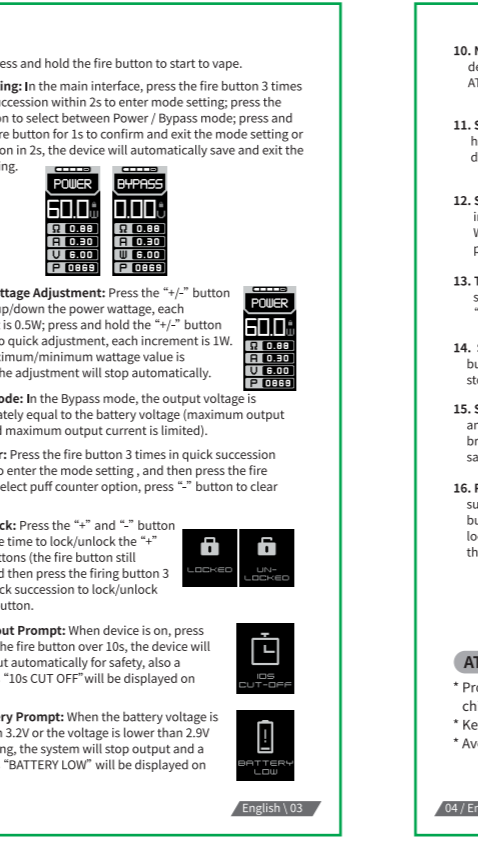 ess and hold the fire button to start to vape.
ing: In the main interface, press the fire button 3 times
ccession within 2s to enter mode setting; press the
on to select between Power / Bypass mode; press and
re button for 1s to confirm and exit the mode setting or
on in 2s, the device will automatically save and exit the
ing.
POWER
60.0 W
Ω 0.88
A 0.30
V 6.00
P 0869
BYPASS
0.00 V
Ω 0.88
A 0.30
W 6.00
P 0869
ttage Adjustment: Press the “+/-” button
up/down the power wattage, each
t is 0.5W; press and hold the “+/-” button
o quick adjustment, each increment is 1W.
ximum/minimum wattage value is
he adjustment will stop automatically.
POWER
60.0 W
Ω 0.88
A 0.30
V 6.00
P 0869
ode: In the Bypass mode, the output voltage is
ately equal to the battery voltage (maximum output
d maximum output current is limited).
r: Press the fire button 3 times in quick succession
o enter the mode setting , and then press the fire
elect puff counter option, press “-” button to clear
ck: Press the “+” and “-” button
e time to lock/unlock the “+”
ttons (the fire button still
d then press the firing button 3
ck succession to lock/unlock
utton.
LOCKED
UN-
LOCKED
out Prompt: When device is on, press
he fire button over 10s, the device will
ut automatically for safety, also a
“10s CUT OFF” will be displayed on
10S
CUT-OFF
ery Prompt: When the battery voltage is
n 3.2V or the voltage is lower than 2.9V
ng, the system will stop output and a
“BATTERY LOW” will be displayed on
BATTERY
LOW
English \ 03
10. N
de
AT
11. S
h
d
12. S
i
W
p
13. T
s
“
14. S
bu
sto
15. S
an
br
sa
16. P
su
bu
loc
th
AT
* Pro
ch
* Ke
* Av
04 / En